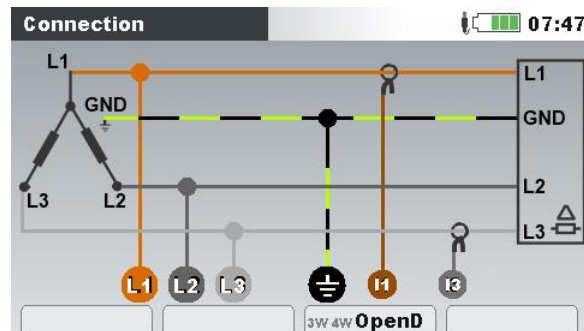 Connection 07:47
L1 L1
GND GND
L3 L2 L2
L3
L1 L2 L3 I1 I3
3W 4W OpenD